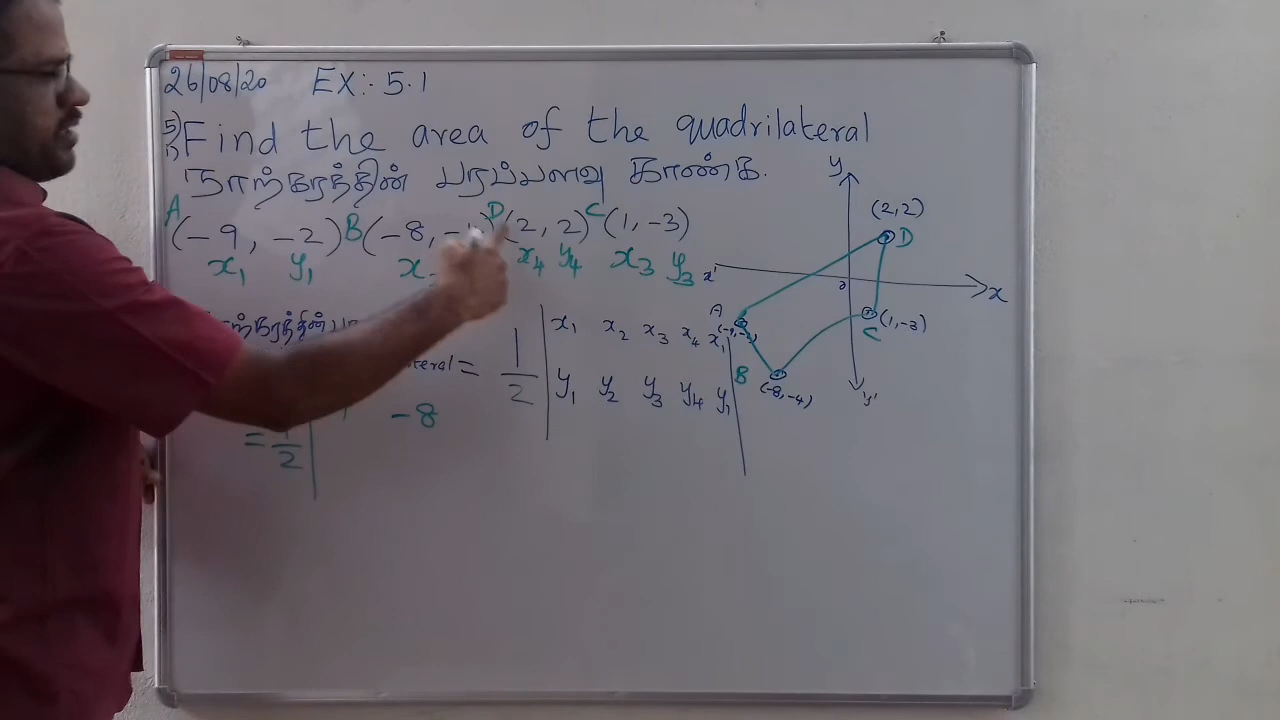 26/08/20 EX:- 5.1
5) i) Find the area of the quadrilateral
நாற்கரத்தின் பரப்பளவு காண்க.
A (-9, -2) B (-8, - D (2, 2) C (1, -3)
x₁ y₁ x x₄ y₄ x₃ y₃
நாற்கரத்தின் = 1/2 | x₁ x₂ x₃ x₄ x₁ |
y₁ y₂ y₃ y₄ y₁
= 1/2 | -8
y
(2, 2)
D
x' o x
A
C (1, -3)
B
(-8, -4)
y'